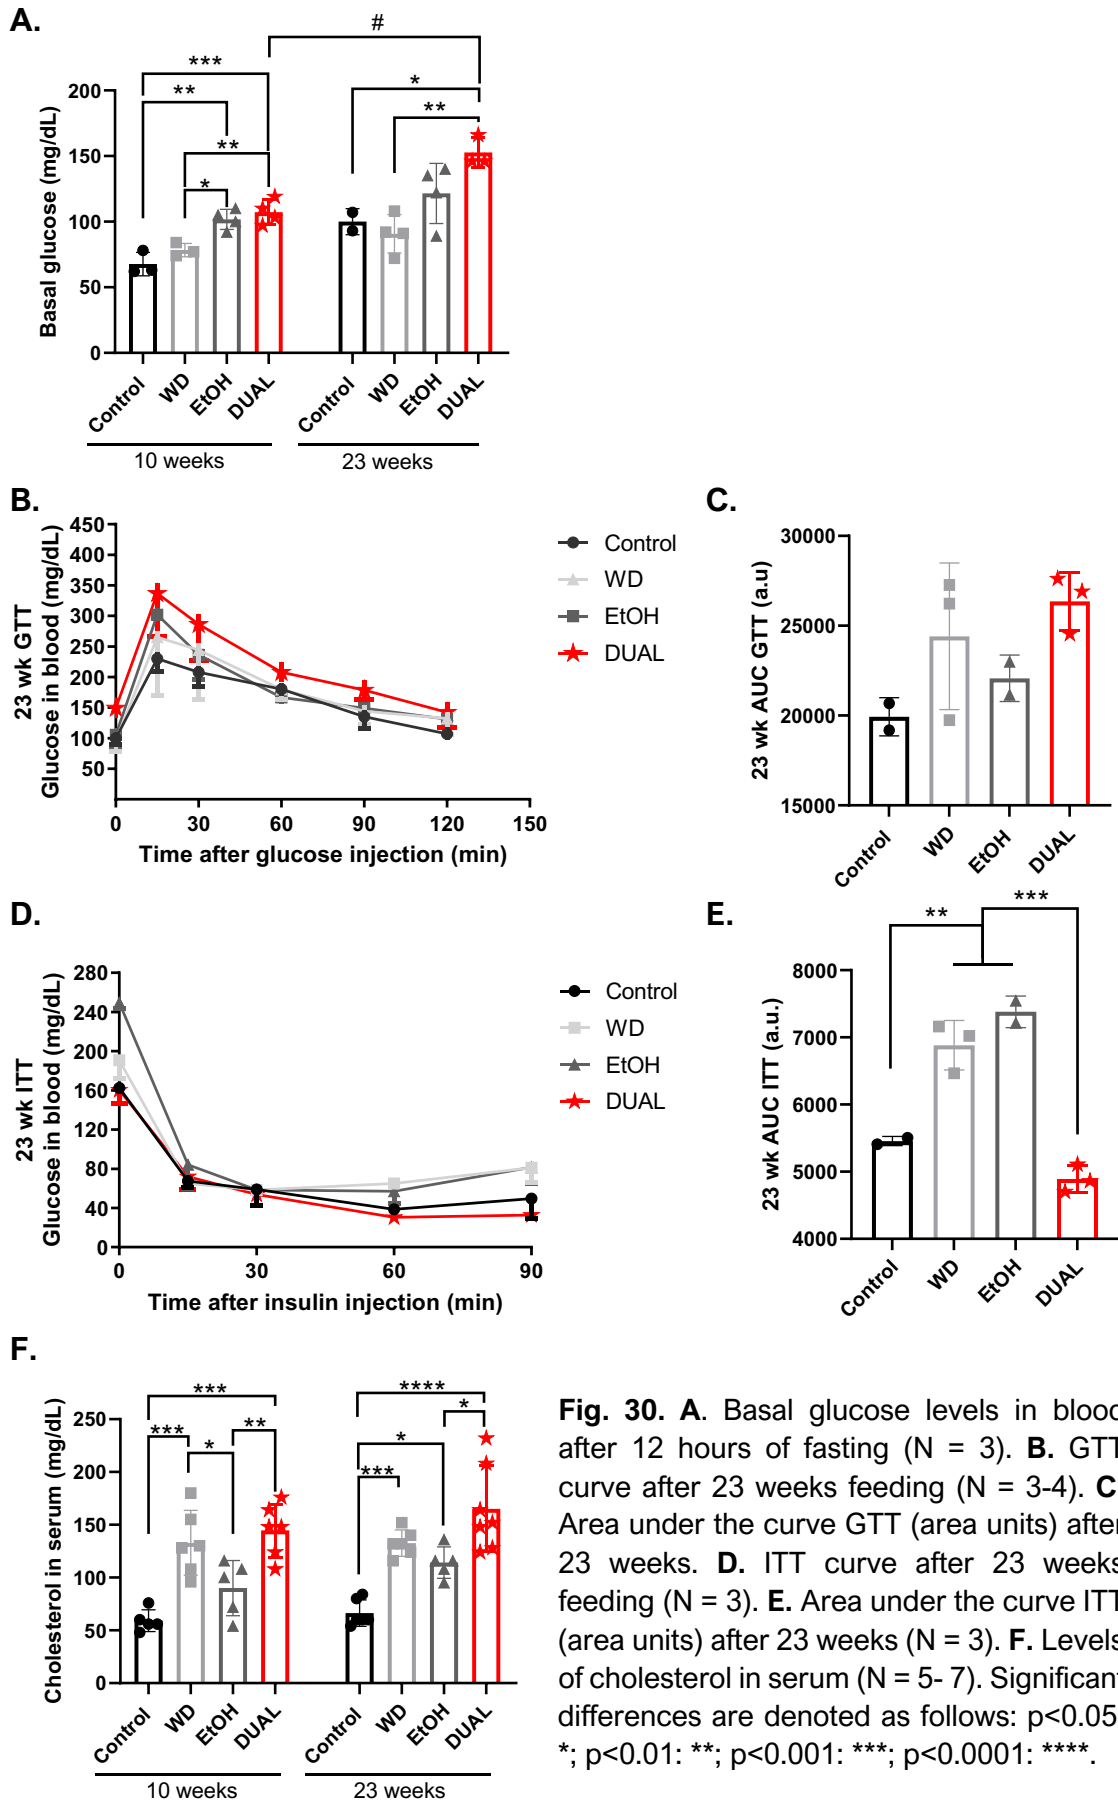 A.
#
***
*
**
**
**
*
Basal glucose (mg/dL)
200
150
100
50
0
Control
WD
EtOH
DUAL
Control
WD
EtOH
DUAL
10 weeks
23 weeks
B.
23 wk GTT
Glucose in blood (mg/dL)
450
400
350
300
250
200
150
100
50
0
30
60
90
120
150
Time after glucose injection (min)
Control
WD
EtOH
DUAL
C.
23 wk AUC GTT (a.u)
30000
25000
20000
15000
Control
WD
EtOH
DUAL
D.
23 wk ITT
Glucose in blood (mg/dL)
280
240
200
160
120
80
40
0
0
30
60
90
Time after insulin injection (min)
Control
WD
EtOH
DUAL
E.
**
***
23 wk AUC ITT (a.u.)
8000
7000
6000
5000
4000
Control
WD
EtOH
DUAL
F.
***
***
*
**
****
*
*
***
Cholesterol in serum (mg/dL)
250
200
150
100
50
0
Control
WD
EtOH
DUAL
Control
WD
EtOH
DUAL
10 weeks
23 weeks
Fig. 30. A. Basal glucose levels in blood
after 12 hours of fasting (N = 3). B. GTT
curve after 23 weeks feeding (N = 3-4). C
Area under the curve GTT (area units) after
23 weeks. D. ITT curve after 23 weeks
feeding (N = 3). E. Area under the curve ITT
(area units) after 23 weeks (N = 3). F. Levels
of cholesterol in serum (N = 5- 7). Significant
differences are denoted as follows: p<0.05
*; p<0.01: **; p<0.001: ***; p<0.0001: ****.